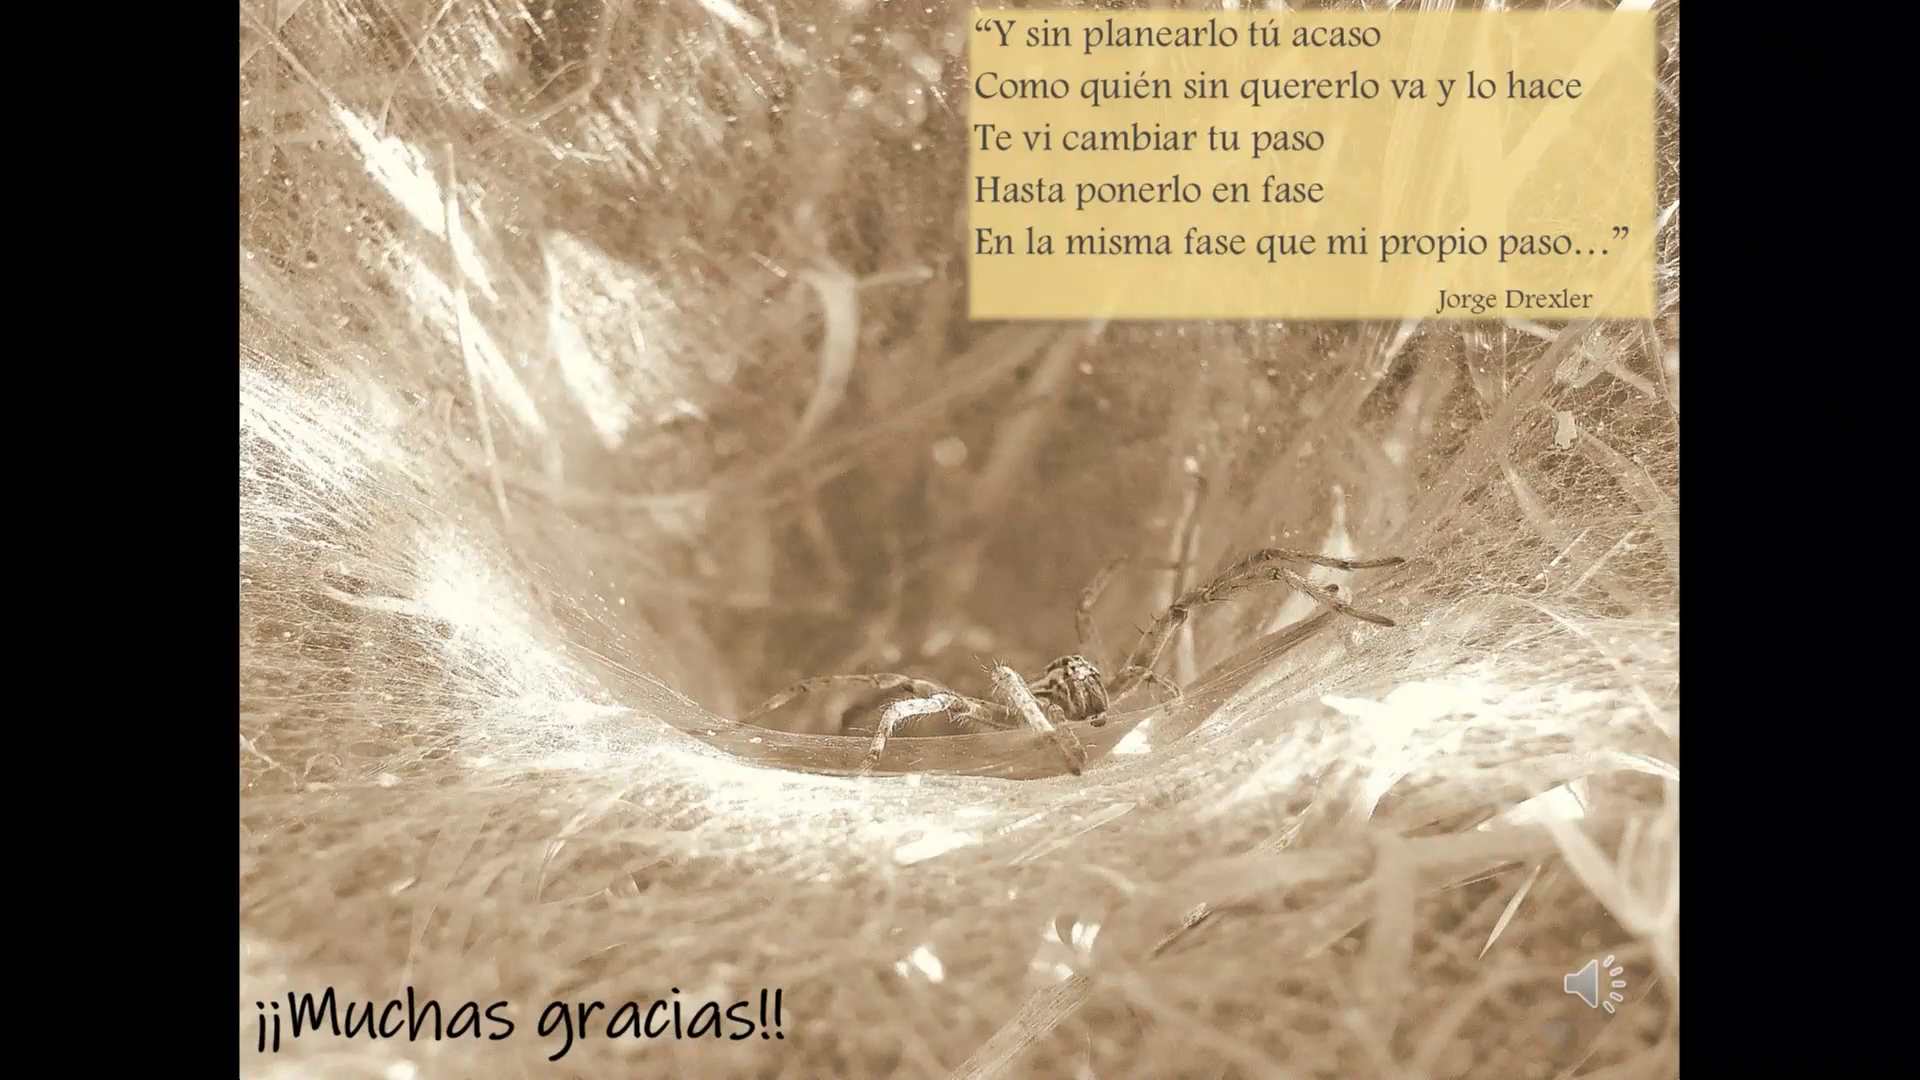 “Y sin planearlo tú acaso
Como quién sin quererlo va y lo hace
Te vi cambiar tu paso
Hasta ponerlo en fase
En la misma fase que mi propio paso…”
Jorge Drexler
¡¡Muchas gracias!!